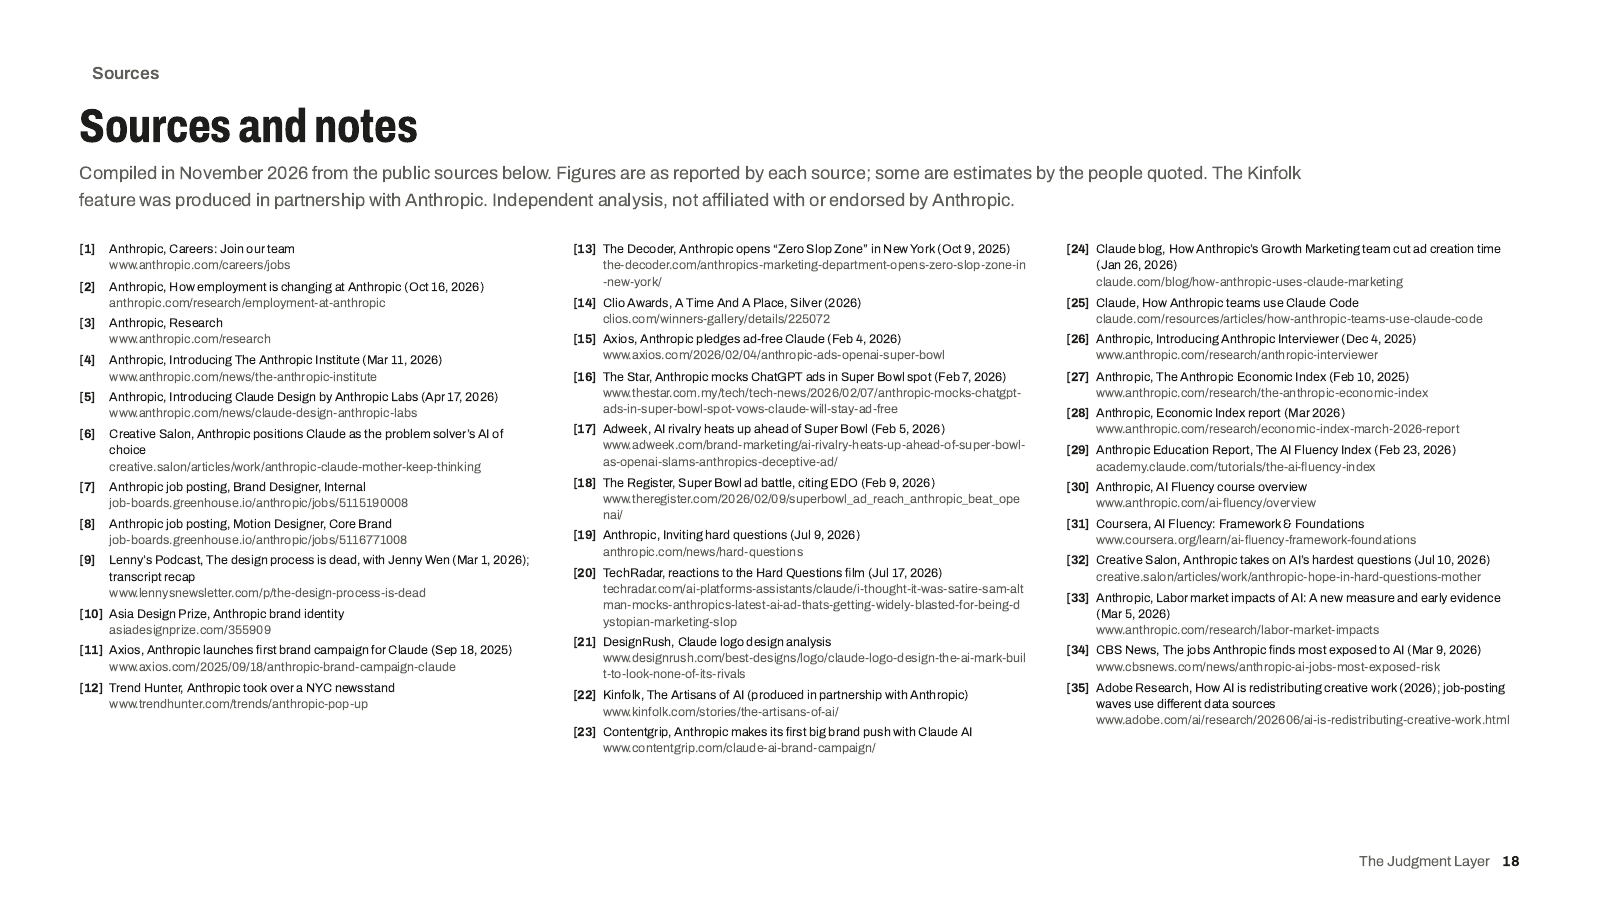 Sources
Sources and notes
Compiled in November 2026 from the public sources below. Figures are as reported by each source; some are estimates by the people quoted. The Kinfolk
feature was produced in partnership with Anthropic. Independent analysis, not affiliated with or endorsed by Anthropic.
[1] Anthropic, Careers: Join our team
www.anthropic.com/careers/jobs
[2] Anthropic, How employment is changing at Anthropic (Oct 16, 2026)
anthropic.com/research/employment-at-anthropic
[3] Anthropic, Research
www.anthropic.com/research
[4] Anthropic, Introducing The Anthropic Institute (Mar 11, 2026)
www.anthropic.com/news/the-anthropic-institute
[5] Anthropic, Introducing Claude Design by Anthropic Labs (Apr 17, 2026)
www.anthropic.com/news/claude-design-anthropic-labs
[6] Creative Salon, Anthropic positions Claude as the problem solver’s AI of
choice
creative.salon/articles/work/anthropic-claude-mother-keep-thinking
[7] Anthropic job posting, Brand Designer, Internal
job-boards.greenhouse.io/anthropic/jobs/5115190008
[8] Anthropic job posting, Motion Designer, Core Brand
job-boards.greenhouse.io/anthropic/jobs/5116771008
[9] Lenny’s Podcast, The design process is dead, with Jenny Wen (Mar 1, 2026);
transcript recap
www.lennysnewsletter.com/p/the-design-process-is-dead
[10] Asia Design Prize, Anthropic brand identity
asiadesignprize.com/355909
[11] Axios, Anthropic launches first brand campaign for Claude (Sep 18, 2025)
www.axios.com/2025/09/18/anthropic-brand-campaign-claude
[12] Trend Hunter, Anthropic took over a NYC newsstand
www.trendhunter.com/trends/anthropic-pop-up
[13] The Decoder, Anthropic opens “Zero Slop Zone” in New York (Oct 9, 2025)
the-decoder.com/anthropics-marketing-department-opens-zero-slop-zone-in
-new-york/
[14] Clio Awards, A Time And A Place, Silver (2026)
clios.com/winners-gallery/details/225072
[15] Axios, Anthropic pledges ad-free Claude (Feb 4, 2026)
www.axios.com/2026/02/04/anthropic-ads-openai-super-bowl
[16] The Star, Anthropic mocks ChatGPT ads in Super Bowl spot (Feb 7, 2026)
www.thestar.com.my/tech/tech-news/2026/02/07/anthropic-mocks-chatgpt-
ads-in-super-bowl-spot-vows-claude-will-stay-ad-free
[17] Adweek, AI rivalry heats up ahead of Super Bowl (Feb 5, 2026)
www.adweek.com/brand-marketing/ai-rivalry-heats-up-ahead-of-super-bowl-
as-openai-slams-anthropics-deceptive-ad/
[18] The Register, Super Bowl ad battle, citing EDO (Feb 9, 2026)
www.theregister.com/2026/02/09/superbowl_ad_reach_anthropic_beat_ope
nai/
[19] Anthropic, Inviting hard questions (Jul 9, 2026)
anthropic.com/news/hard-questions
[20] TechRadar, reactions to the Hard Questions film (Jul 17, 2026)
techradar.com/ai-platforms-assistants/claude/i-thought-it-was-satire-sam-alt
man-mocks-anthropics-latest-ai-ad-thats-getting-widely-blasted-for-being-d
ystopian-marketing-slop
[21] DesignRush, Claude logo design analysis
www.designrush.com/best-designs/logo/claude-logo-design-the-ai-mark-buil
t-to-look-none-of-its-rivals
[22] Kinfolk, The Artisans of AI (produced in partnership with Anthropic)
www.kinfolk.com/stories/the-artisans-of-ai/
[23] Contentgrip, Anthropic makes its first big brand push with Claude AI
www.contentgrip.com/claude-ai-brand-campaign/
[24] Claude blog, How Anthropic’s Growth Marketing team cut ad creation time
(Jan 26, 2026)
claude.com/blog/how-anthropic-uses-claude-marketing
[25] Claude, How Anthropic teams use Claude Code
claude.com/resources/articles/how-anthropic-teams-use-claude-code
[26] Anthropic, Introducing Anthropic Interviewer (Dec 4, 2025)
www.anthropic.com/research/anthropic-interviewer
[27] Anthropic, The Anthropic Economic Index (Feb 10, 2025)
www.anthropic.com/research/the-anthropic-economic-index
[28] Anthropic, Economic Index report (Mar 2026)
www.anthropic.com/research/economic-index-march-2026-report
[29] Anthropic Education Report, The AI Fluency Index (Feb 23, 2026)
academy.claude.com/tutorials/the-ai-fluency-index
[30] Anthropic, AI Fluency course overview
www.anthropic.com/ai-fluency/overview
[31] Coursera, AI Fluency: Framework & Foundations
www.coursera.org/learn/ai-fluency-framework-foundations
[32] Creative Salon, Anthropic takes on AI’s hardest questions (Jul 10, 2026)
creative.salon/articles/work/anthropic-hope-in-hard-questions-mother
[33] Anthropic, Labor market impacts of AI: A new measure and early evidence
(Mar 5, 2026)
www.anthropic.com/research/labor-market-impacts
[34] CBS News, The jobs Anthropic finds most exposed to AI (Mar 9, 2026)
www.cbsnews.com/news/anthropic-ai-jobs-most-exposed-risk
[35] Adobe Research, How AI is redistributing creative work (2026); job-posting
waves use different data sources
www.adobe.com/ai/research/202606/ai-is-redistributing-creative-work.html
The Judgment Layer 18